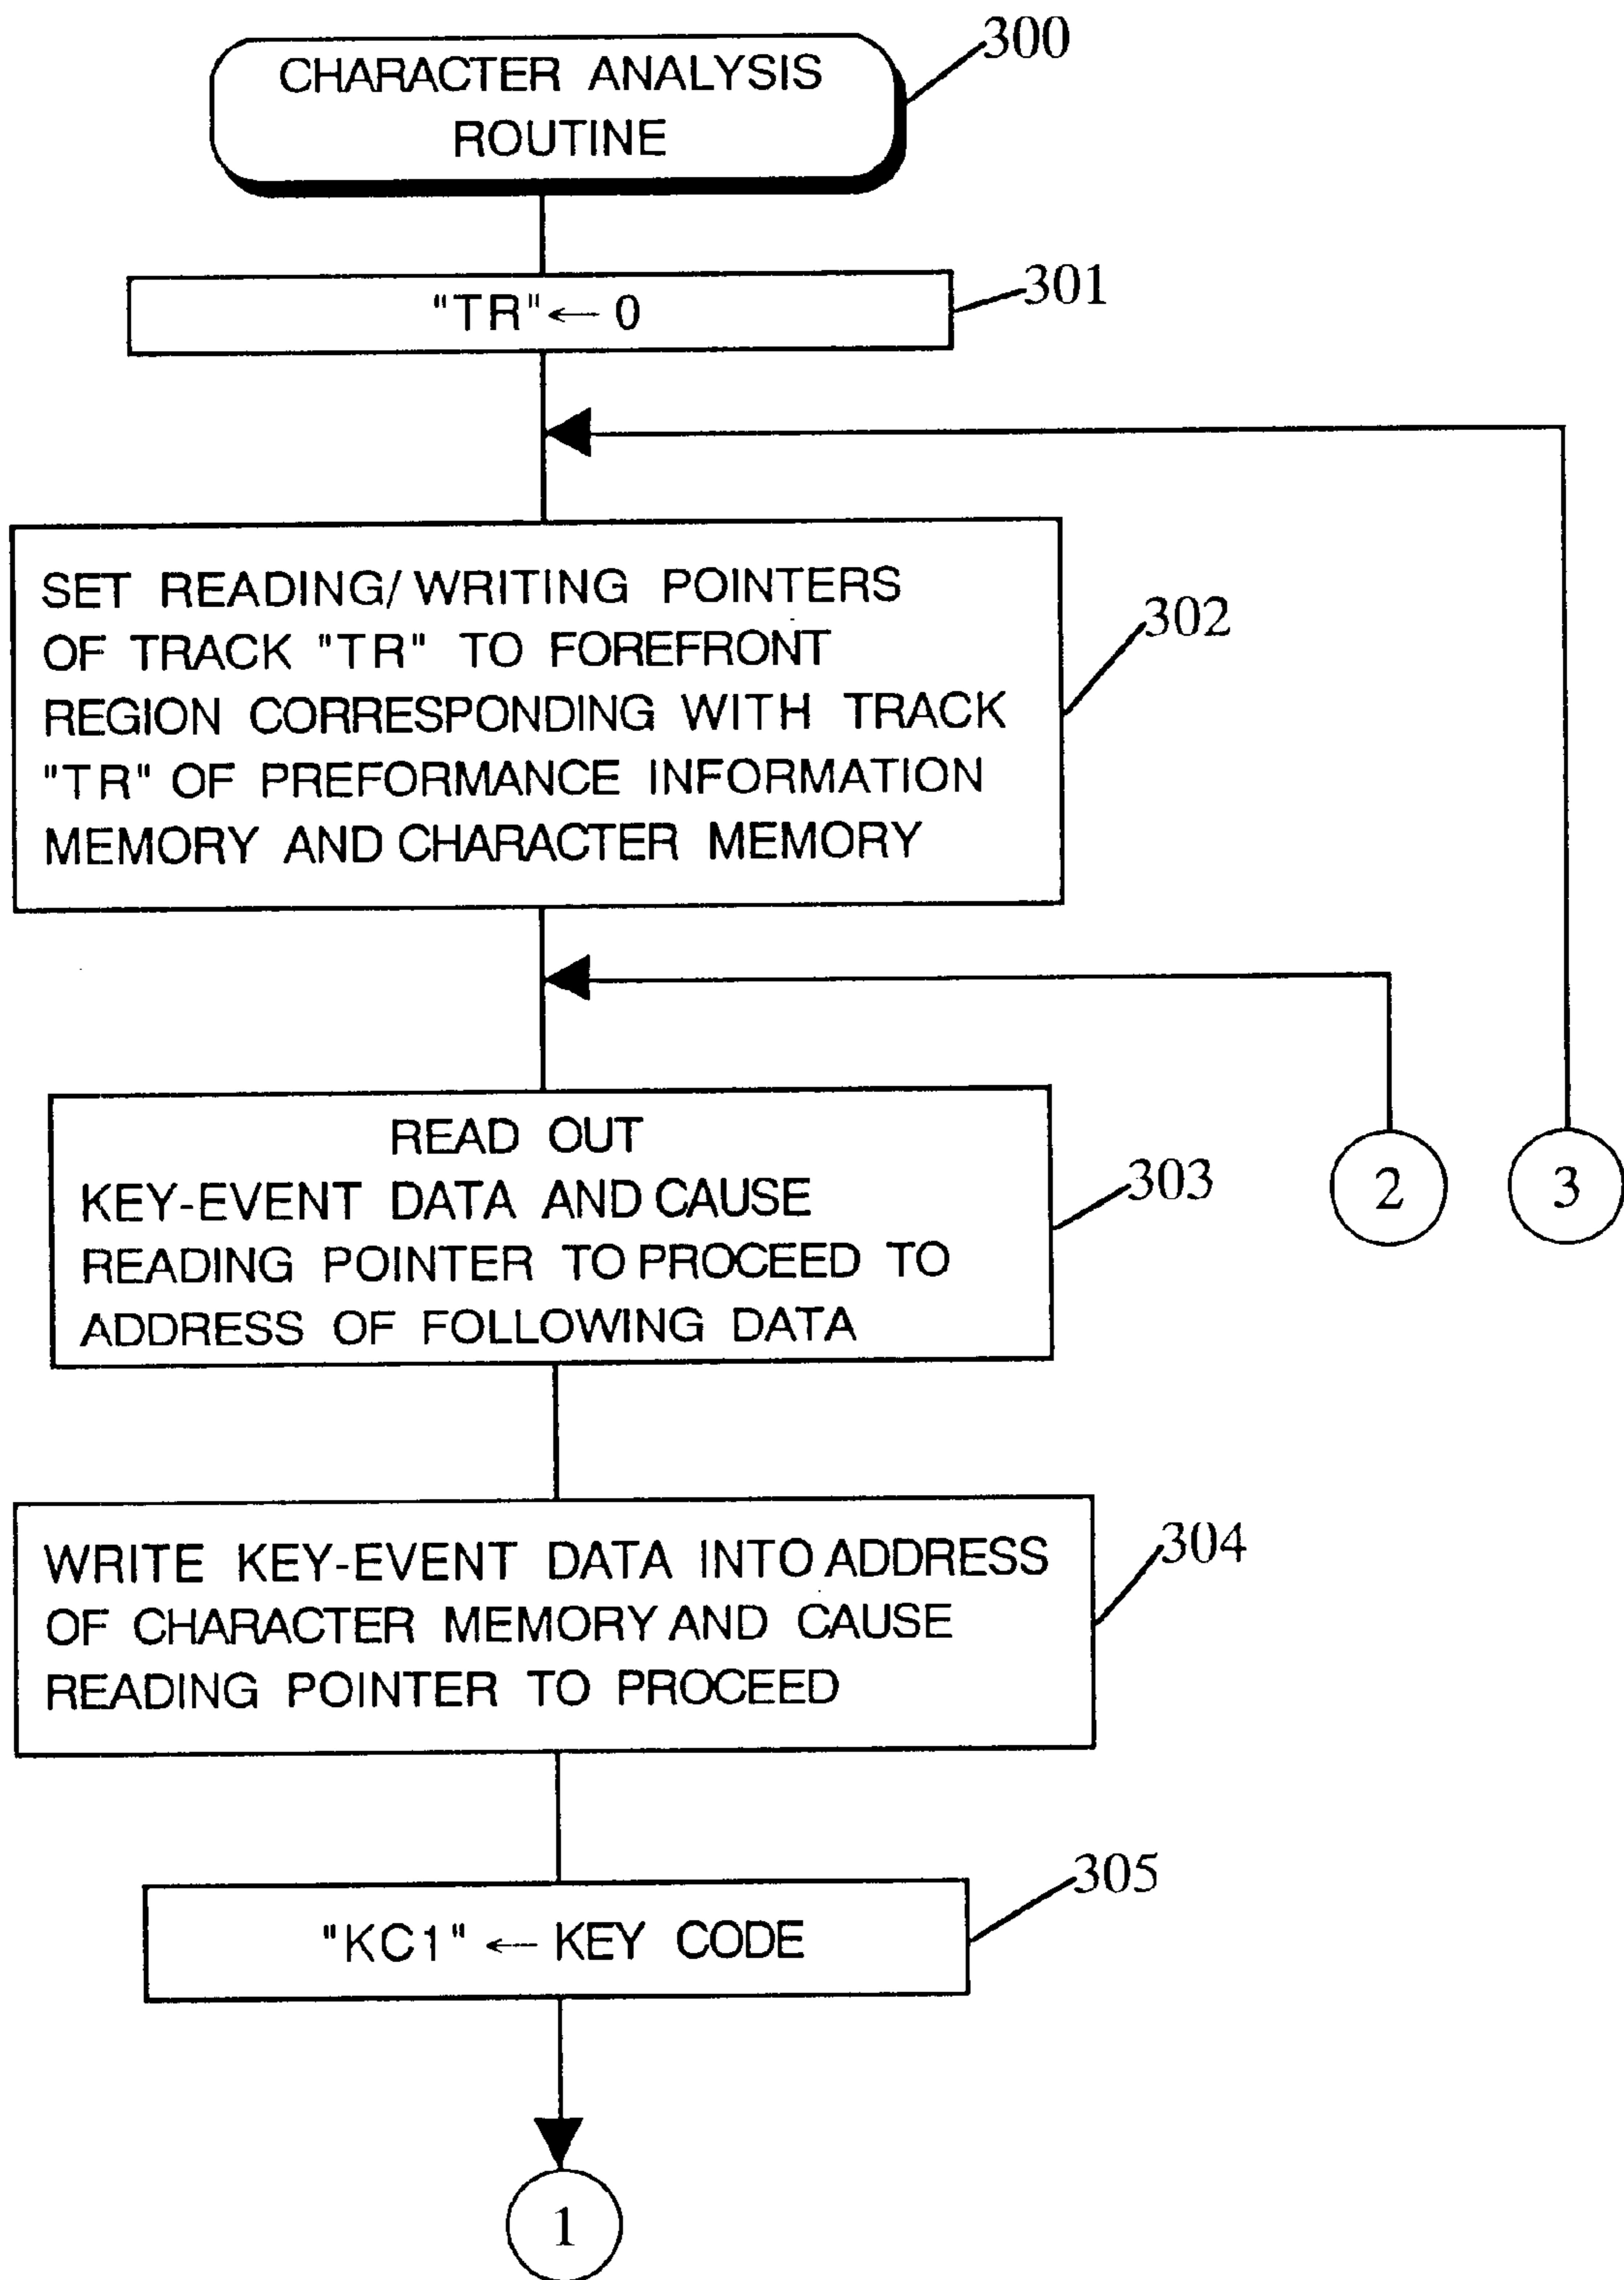 CHARACTER ANALYSIS
ROUTINE
300
"TR" ← 0
301
SET READING/WRITING POINTERS
OF TRACK "TR" TO FOREFRONT
REGION CORRESPONDING WITH TRACK
"TR" OF PREFORMANCE INFORMATION
MEMORY AND CHARACTER MEMORY
302
READ OUT
KEY-EVENT DATA AND CAUSE
READING POINTER TO PROCEED TO
ADDRESS OF FOLLOWING DATA
303
2
3
WRITE KEY-EVENT DATA INTO ADDRESS
OF CHARACTER MEMORY AND CAUSE
READING POINTER TO PROCEED
304
"KC1" ← KEY CODE
305
1